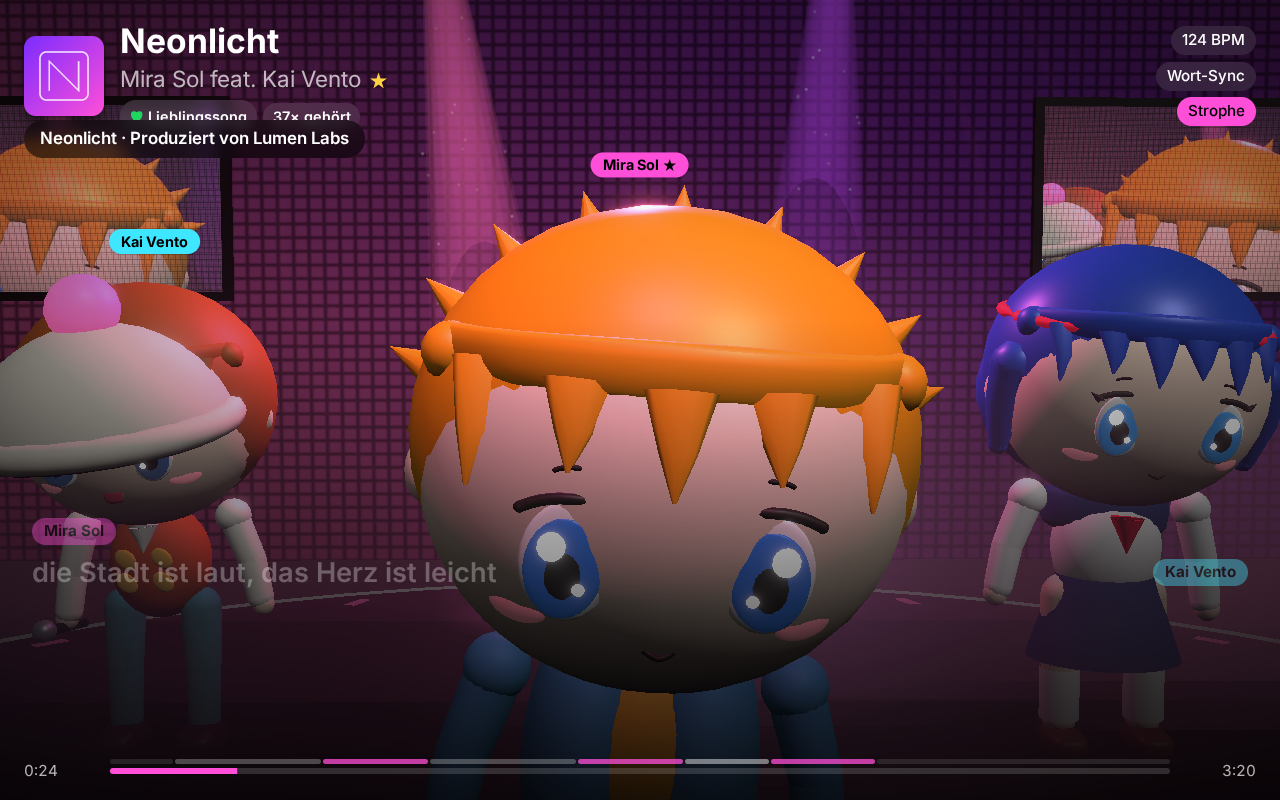 Neonlicht
Mira Sol feat. Kai Vento ★
Lieblingssong
37× gehört
Neonlicht · Produziert von Lumen Labs
124 BPM
Wort-Sync
Strophe
Mira Sol ★
Kai Vento
Mira Sol
die Stadt ist laut, das Herz ist leicht
Kai Vento
0:24
3:20